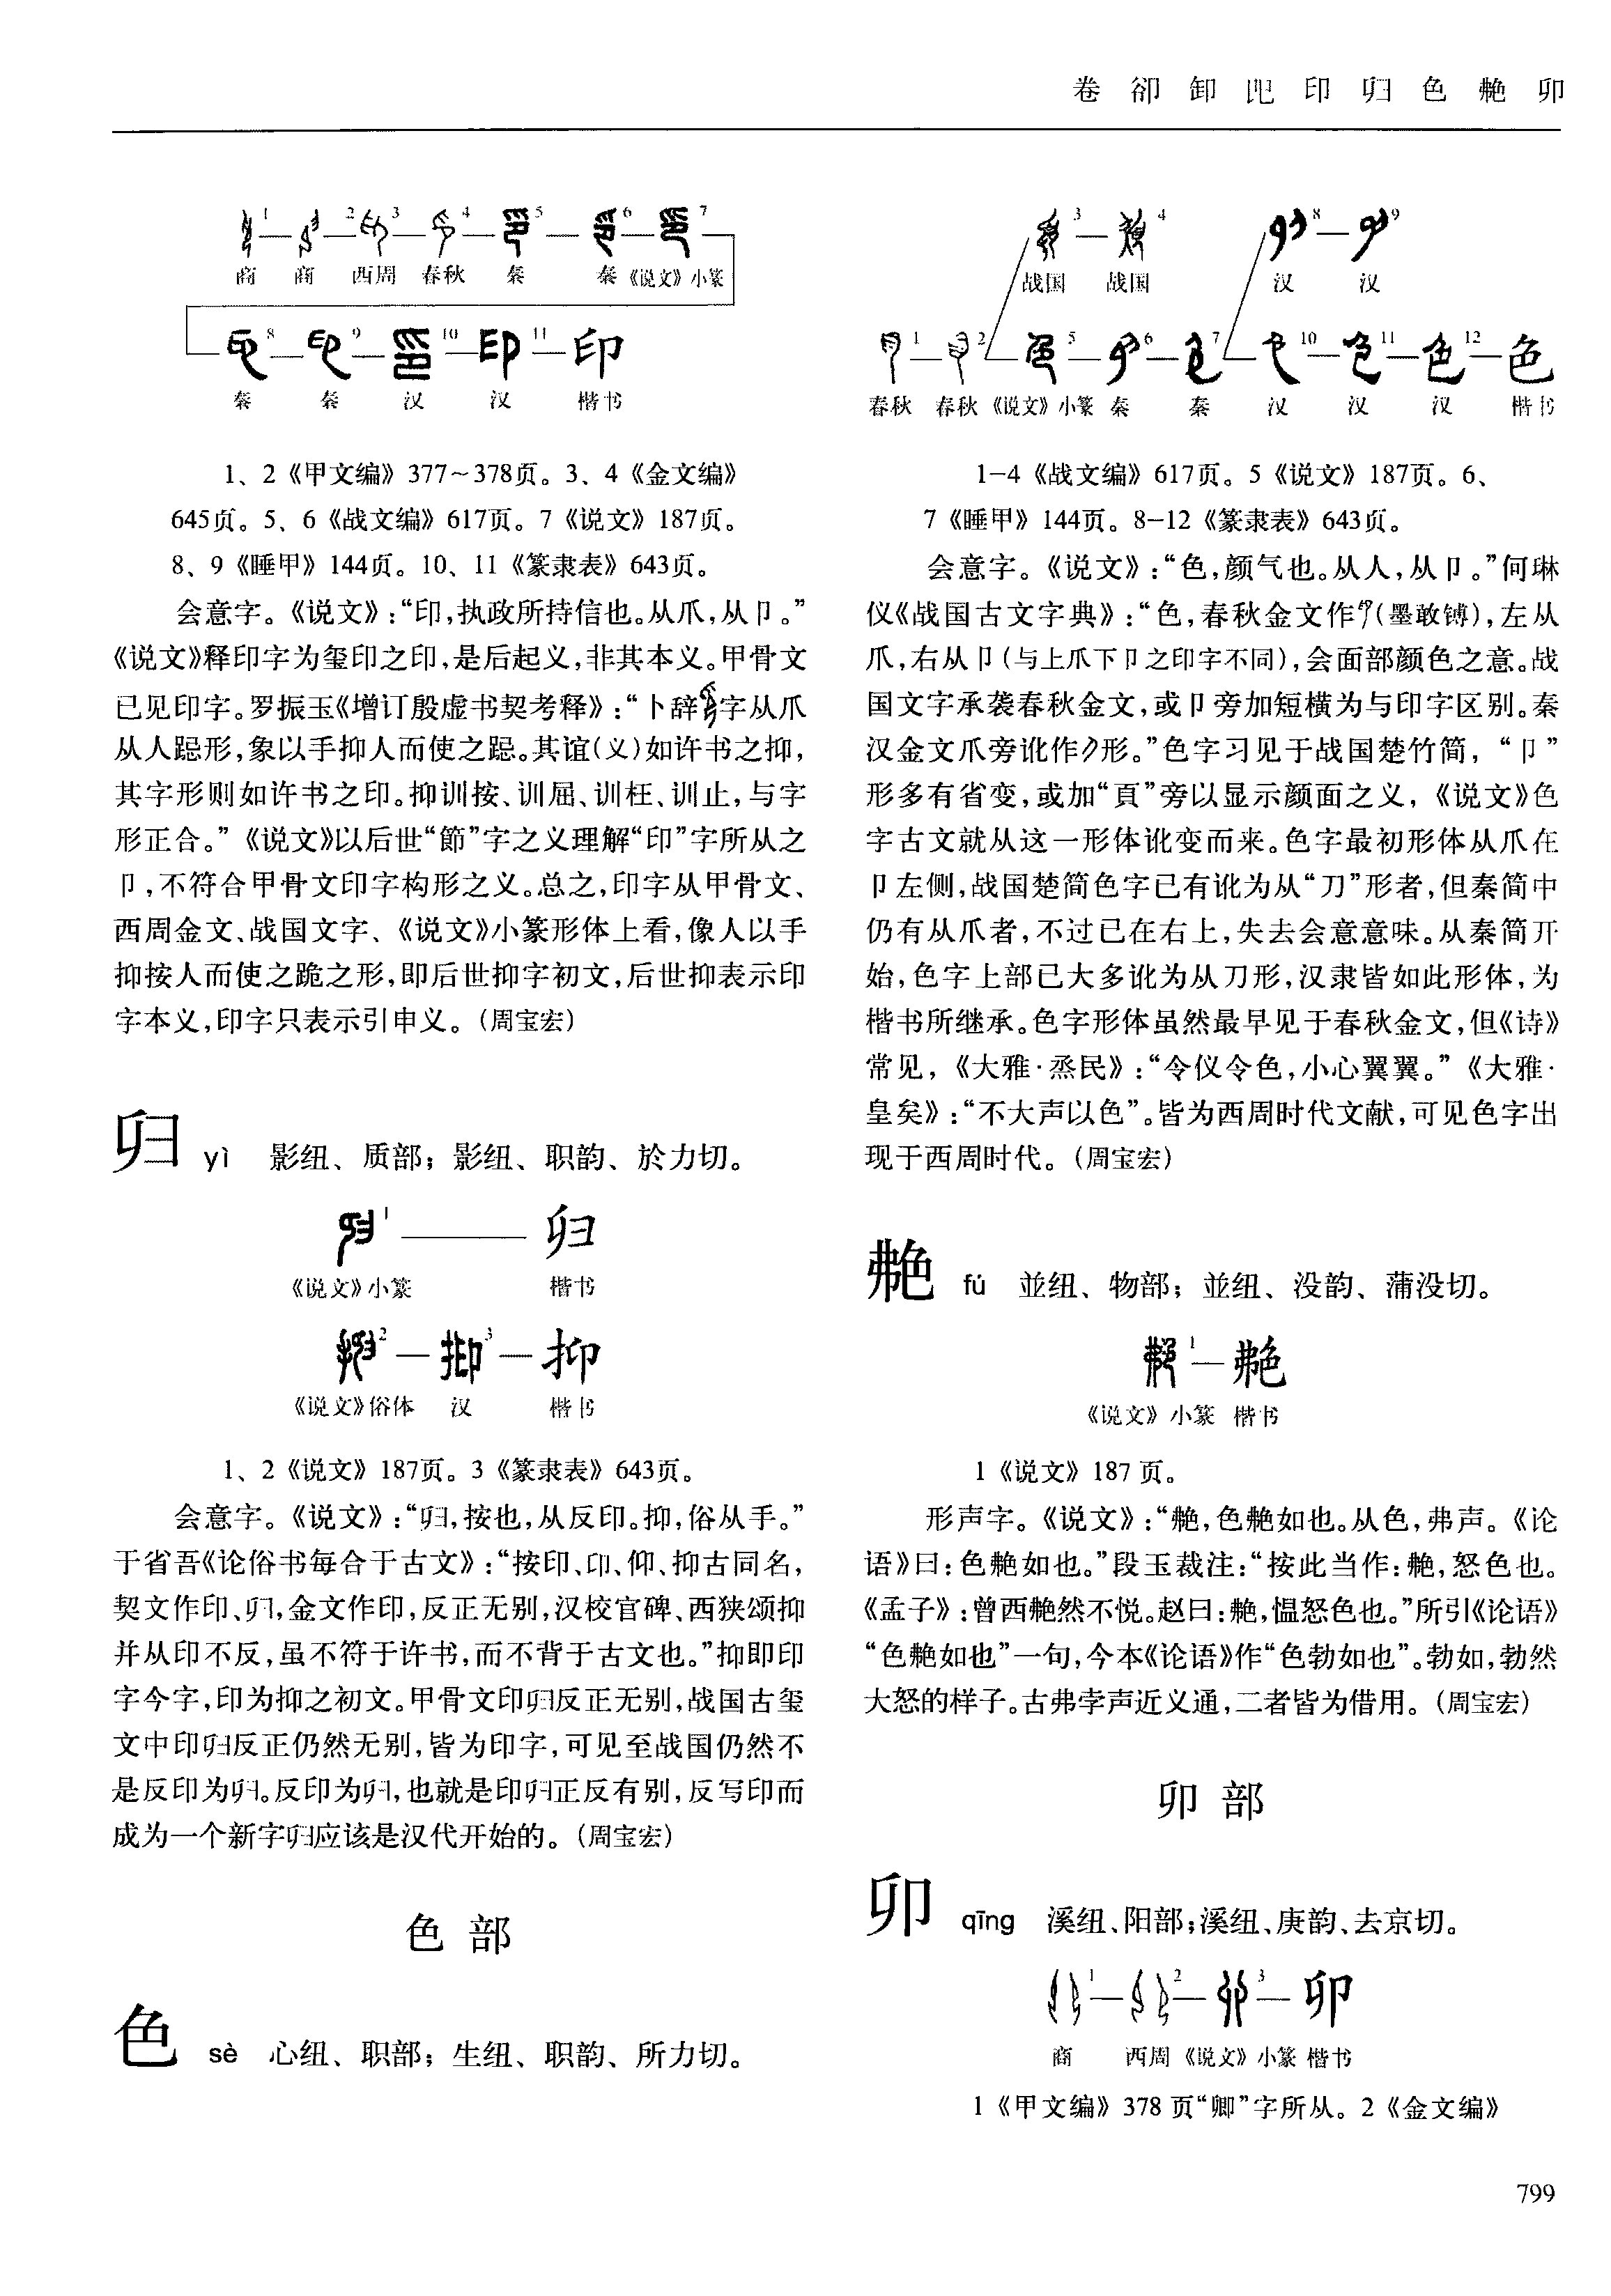 卷 卻 卸 𠨎 印 归 色 艴 卯
1 2 3 4 5 6 7
商 商 西周 春秋 秦 秦 《说文》小篆
8 9 10 11 印
秦 秦 汉 汉 楷书
1、2《甲文编》377~378页。3、4《金文编》
645页。5、6《战文编》617页。7《说文》187页。
8、9《睡甲》144页。10、11《篆隶表》643页。
会意字。《说文》:“印,执政所持信也。从爪,从卩。”
《说文》释印字为玺印之印,是后起义,非其本义。甲骨文
已见印字。罗振玉《增订殷虚书契考释》:“卜辞字从爪
从人跽形,象以手抑人而使之跽。其谊(义)如许书之抑,
其字形则如许书之印。抑训按、训屈、训枉、训止,与字
形正合。”《说文》以后世“節”字之义理解“印”字所从之
卩,不符合甲骨文印字构形之义。总之,印字从甲骨文、
西周金文、战国文字、《说文》小篆形体上看,像人以手
抑按人而使之跪之形,即后世抑字初文,后世抑表示印
字本义,印字只表示引申义。(周宝宏)
归 yì 影纽、质部;影纽、职韵、於力切。
1 归
《说文》小篆 楷书
2 3 抑
《说文》俗体 汉 楷书
1、2《说文》187页。3《篆隶表》643页。
会意字。《说文》:“归,按也,从反印。抑,俗从手。”
于省吾《论俗书每合于古文》:“按印、卬、仰、抑古同名,
契文作印、归,金文作印,反正无别,汉校官碑、西狭颂抑
并从印不反,虽不符于许书,而不背于古文也。”抑即印
字今字,印为抑之初文。甲骨文印归反正无别,战国古玺
文中印归反正仍然无别,皆为印字,可见至战国仍然不
是反印为归。反印为归,也就是印归正反有别,反写印而
成为一个新字归应该是汉代开始的。(周宝宏)
色 部
色 sè 心纽、职部;生纽、职韵、所力切。
3 4 8 9
战国 战国 汉 汉
1 2 5 6 7 10 11 12 色
春秋 春秋 《说文》小篆 秦 秦 汉 汉 汉 楷书
1-4《战文编》617页。5《说文》187页。6、
7《睡甲》144页。8-12《篆隶表》643页。
会意字。《说文》:“色,颜气也。从人,从卩。”何琳
仪《战国古文字典》:“色,春秋金文作(墨敢镈),左从
爪,右从卩(与上爪下卩之印字不同),会面部颜色之意。战
国文字承袭春秋金文,或卩旁加短横为与印字区别。秦
汉金文爪旁讹作形。”色字习见于战国楚竹简,“卩”
形多有省变,或加“頁”旁以显示颜面之义,《说文》色
字古文就从这一形体讹变而来。色字最初形体从爪在
卩左侧,战国楚简色字已有讹为从“刀”形者,但秦简中
仍有从爪者,不过已在右上,失去会意意味。从秦简开
始,色字上部已大多讹为从刀形,汉隶皆如此形体,为
楷书所继承。色字形体虽然最早见于春秋金文,但《诗》
常见,《大雅·烝民》:“令仪令色,小心翼翼。”《大雅·
皇矣》:“不大声以色”。皆为西周时代文献,可见色字出
现于西周时代。(周宝宏)
艴 fú 並纽、物部;並纽、没韵、蒲没切。
1 艴
《说文》小篆 楷书
1《说文》187页。
形声字。《说文》:“艴,色艴如也。从色,弗声。《论
语》曰:色艴如也。”段玉裁注:“按此当作:艴,怒色也。
《孟子》:曾西艴然不悦。赵曰:艴,愠怒色也。”所引《论语》
“色艴如也”一句,今本《论语》作“色勃如也”。勃如,勃然
大怒的样子。古弗孛声近义通,二者皆为借用。(周宝宏)
卯 部
卯 qīng 溪纽、阳部;溪纽、庚韵、去京切。
1 2 3 卯
商 西周 《说文》小篆 楷书
1《甲文编》378页“卿”字所从。2《金文编》
799